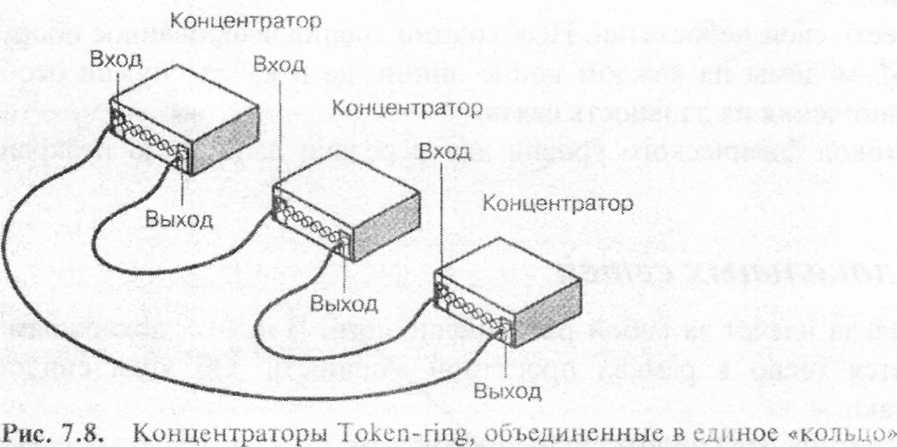 Концентратор
Вход
Вход
Концентратор
Вход
Концентратор
Выход
Выход
Выход
Рис. 7.8. Концентраторы Token-ring, объединенные в единое «кольцо»